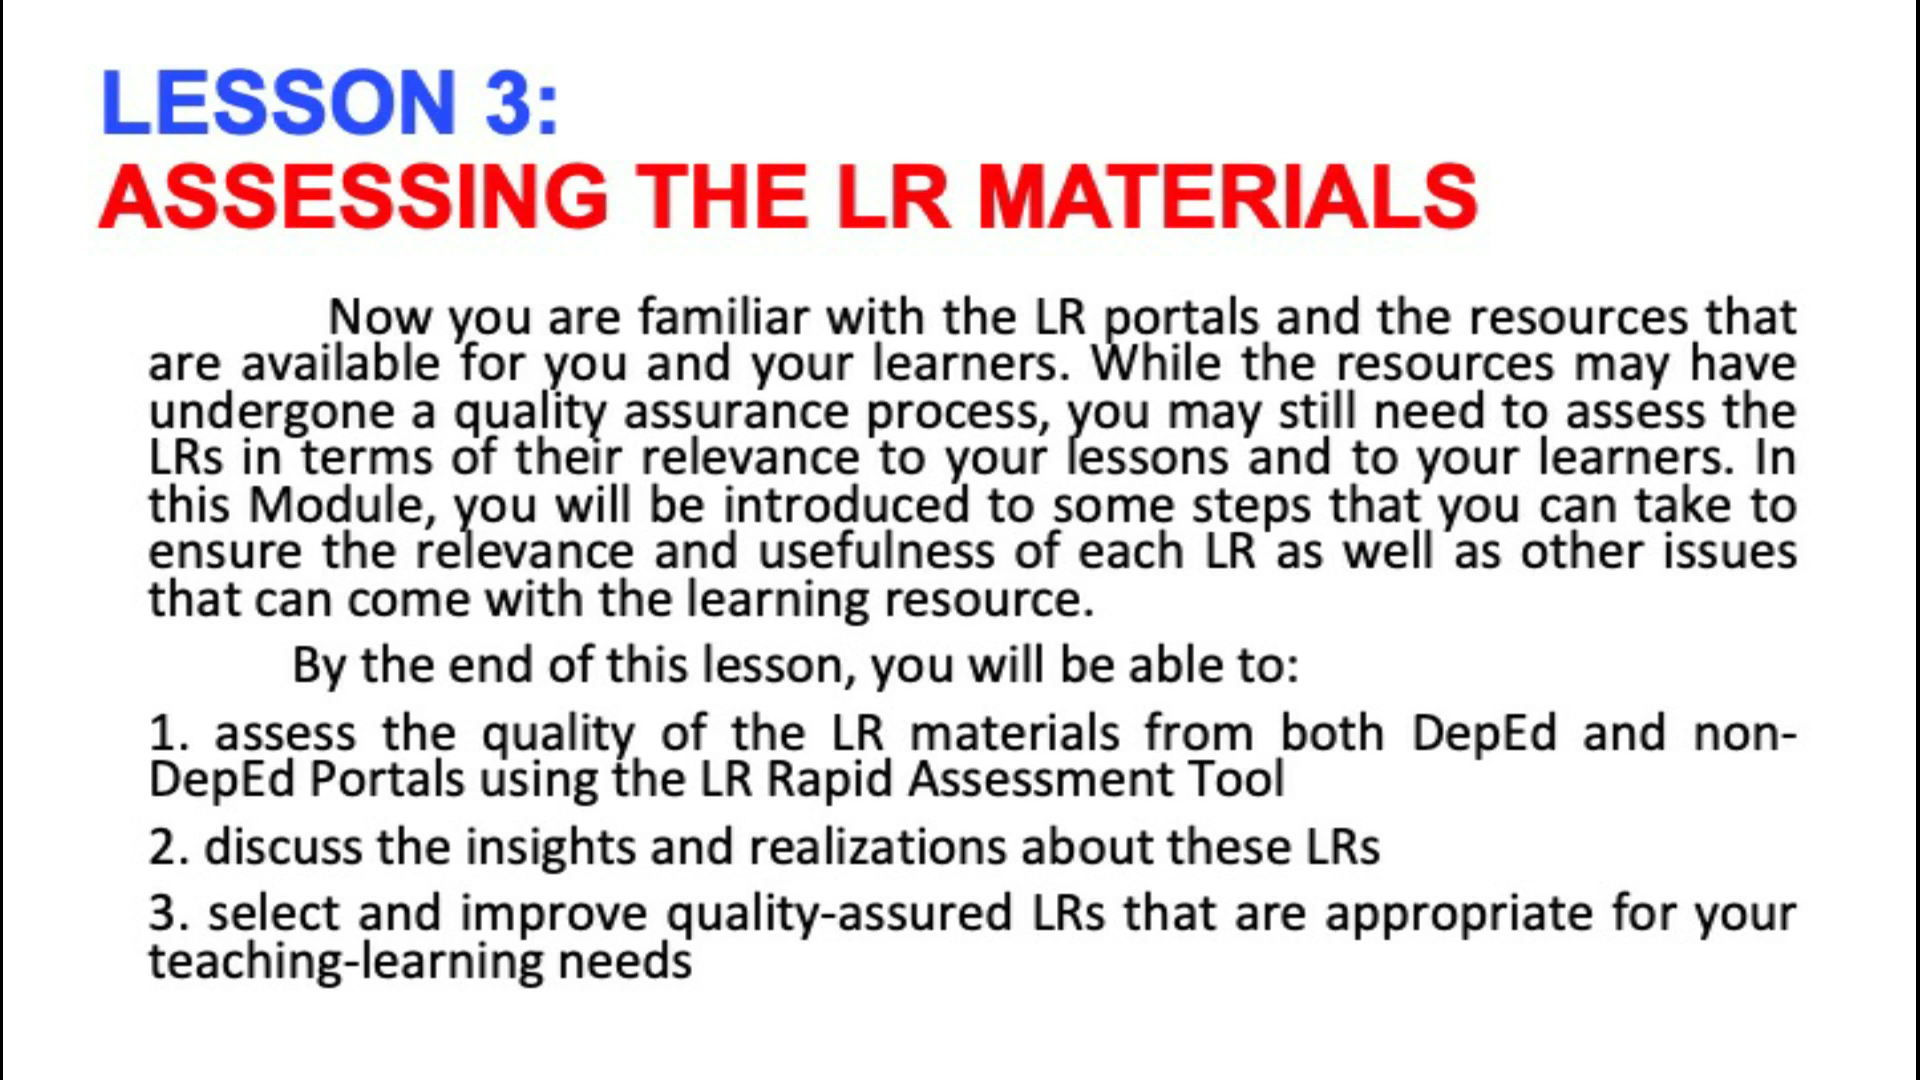 LESSON 3:
ASSESSING THE LR MATERIALS
Now you are familiar with the LR portals and the resources that
are available for you and your learners. While the resources may have
undergone a quality assurance process, you may still need to assess the
LRs in terms of their relevance to your lessons and to your learners. In
this Module, you will be introduced to some steps that you can take to
ensure the relevance and usefulness of each LR as well as other issues
that can come with the learning resource.
By the end of this lesson, you will be able to:
1. assess the quality of the LR materials from both DepEd and non-
DepEd Portals using the LR Rapid Assessment Tool
2. discuss the insights and realizations about these LRs
3. select and improve quality-assured LRs that are appropriate for your
teaching-learning needs